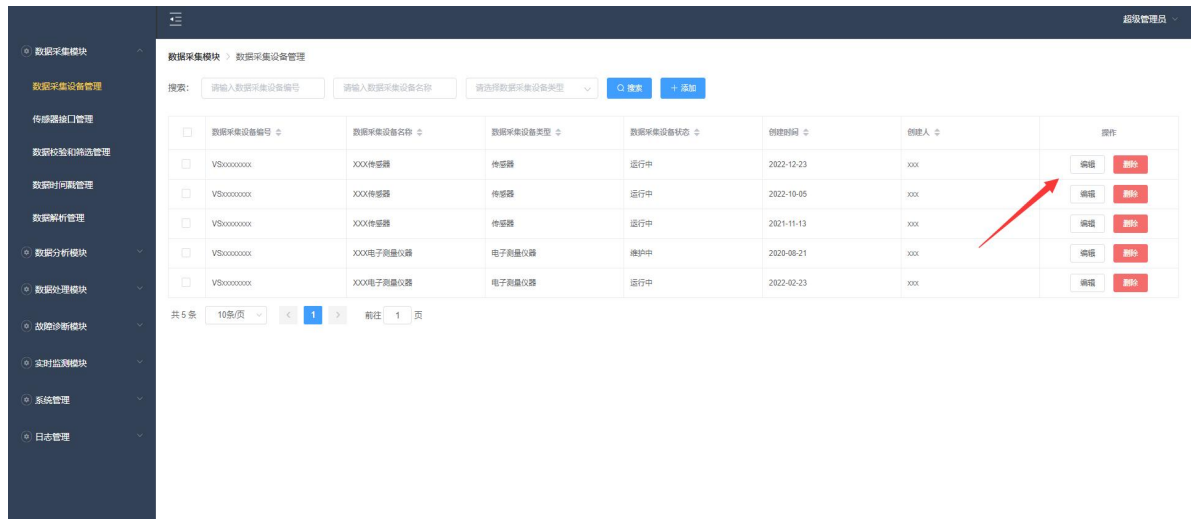 超级管理员
数据采集模块
数据采集设备管理
传感器接口管理
数据校验和筛选管理
数据时间戳管理
数据解析管理
数据分析模块
数据处理模块
故障诊断模块
实时监测模块
系统管理
日志管理
数据采集模块 > 数据采集设备管理
搜索: 请输入数据采集设备编号 请输入数据采集设备名称 请选择数据采集设备类型 搜索 + 添加
数据采集设备编号 数据采集设备名称 数据采集设备类型 数据采集设备状态 创建时间 创建人 操作
VSxxxxxxxx XXX传感器 传感器 运行中 2022-12-23 xxx 编辑 删除
VSxxxxxxxx XXX传感器 传感器 运行中 2022-10-05 xxx 编辑 删除
VSxxxxxxxx XXX传感器 传感器 运行中 2021-11-13 xxx 编辑 删除
VSxxxxxxxx XXX电子测量仪器 电子测量仪器 维护中 2020-08-21 xxx 编辑 删除
VSxxxxxxxx XXX电子测量仪器 电子测量仪器 运行中 2022-02-23 xxx 编辑 删除
共 5 条 10条/页 < 1 > 前往 1 页